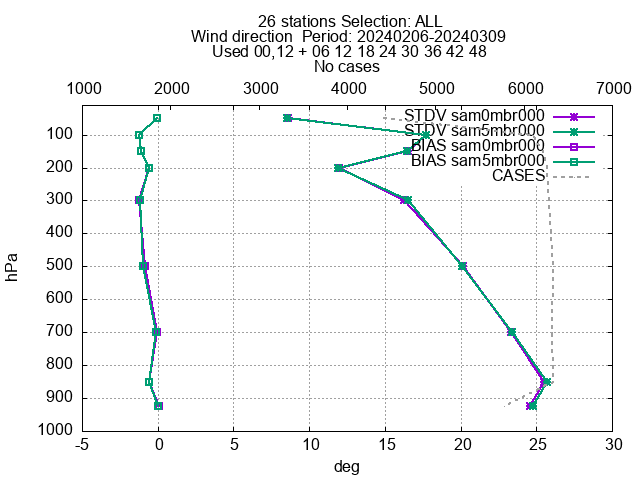 26 stations Selection: ALL
Wind direction  Period: 20240206-20240309
Used 00,12 + 06 12 18 24 30 36 42 48
No cases
1000 2000 3000 4000 5000 6000 7000
STDV sam0mbr000
STDV sam5mbr000
BIAS sam0mbr000
BIAS sam5mbr000
CASES
100
200
300
400
500
600
700
800
900
1000
hPa
-5 0 5 10 15 20 25 30
deg